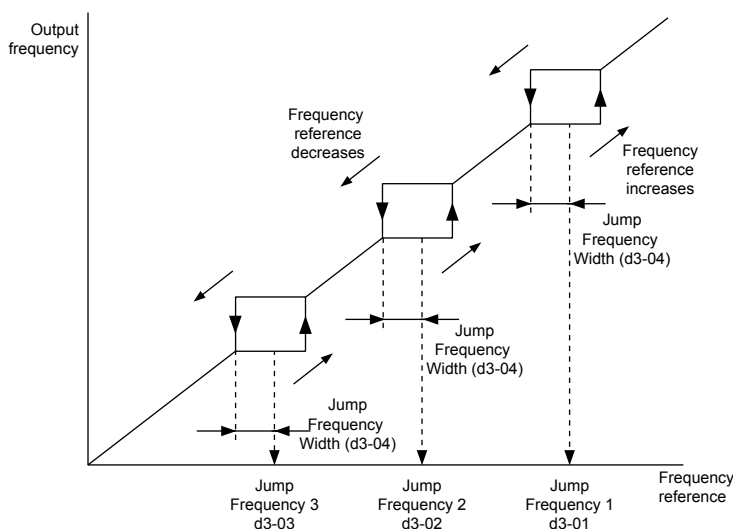 Output
frequency
Frequency
reference
decreases
Frequency
reference
increases
Jump
Frequency
Width (d3-04)
Jump
Frequency
Width (d3-04)
Jump
Frequency
Width (d3-04)
Jump
Frequency 3
d3-03
Jump
Frequency 2
d3-02
Jump
Frequency 1
d3-01
Frequency
reference